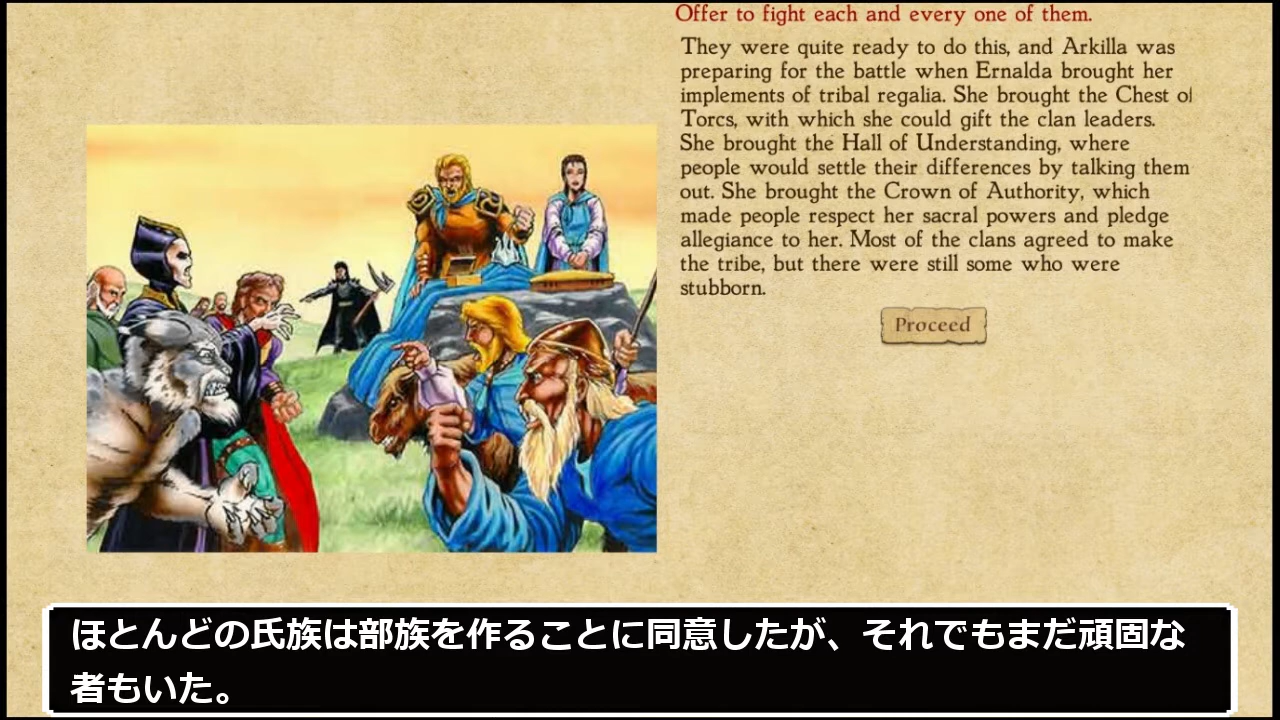 Offer to fight each and every one of them.
They were quite ready to do this, and Arkilla was
preparing for the battle when Ernalda brought her
implements of tribal regalia. She brought the Chest of
Torcs, with which she could gift the clan leaders.
She brought the Hall of Understanding, where
people would settle their differences by talking them
out. She brought the Crown of Authority, which
made people respect her sacral powers and pledge
allegiance to her. Most of the clans agreed to make
the tribe, but there were still some who were
stubborn.
Proceed
ほとんどの氏族は部族を作ることに同意したが、それでもまだ頑固な
者もいた。